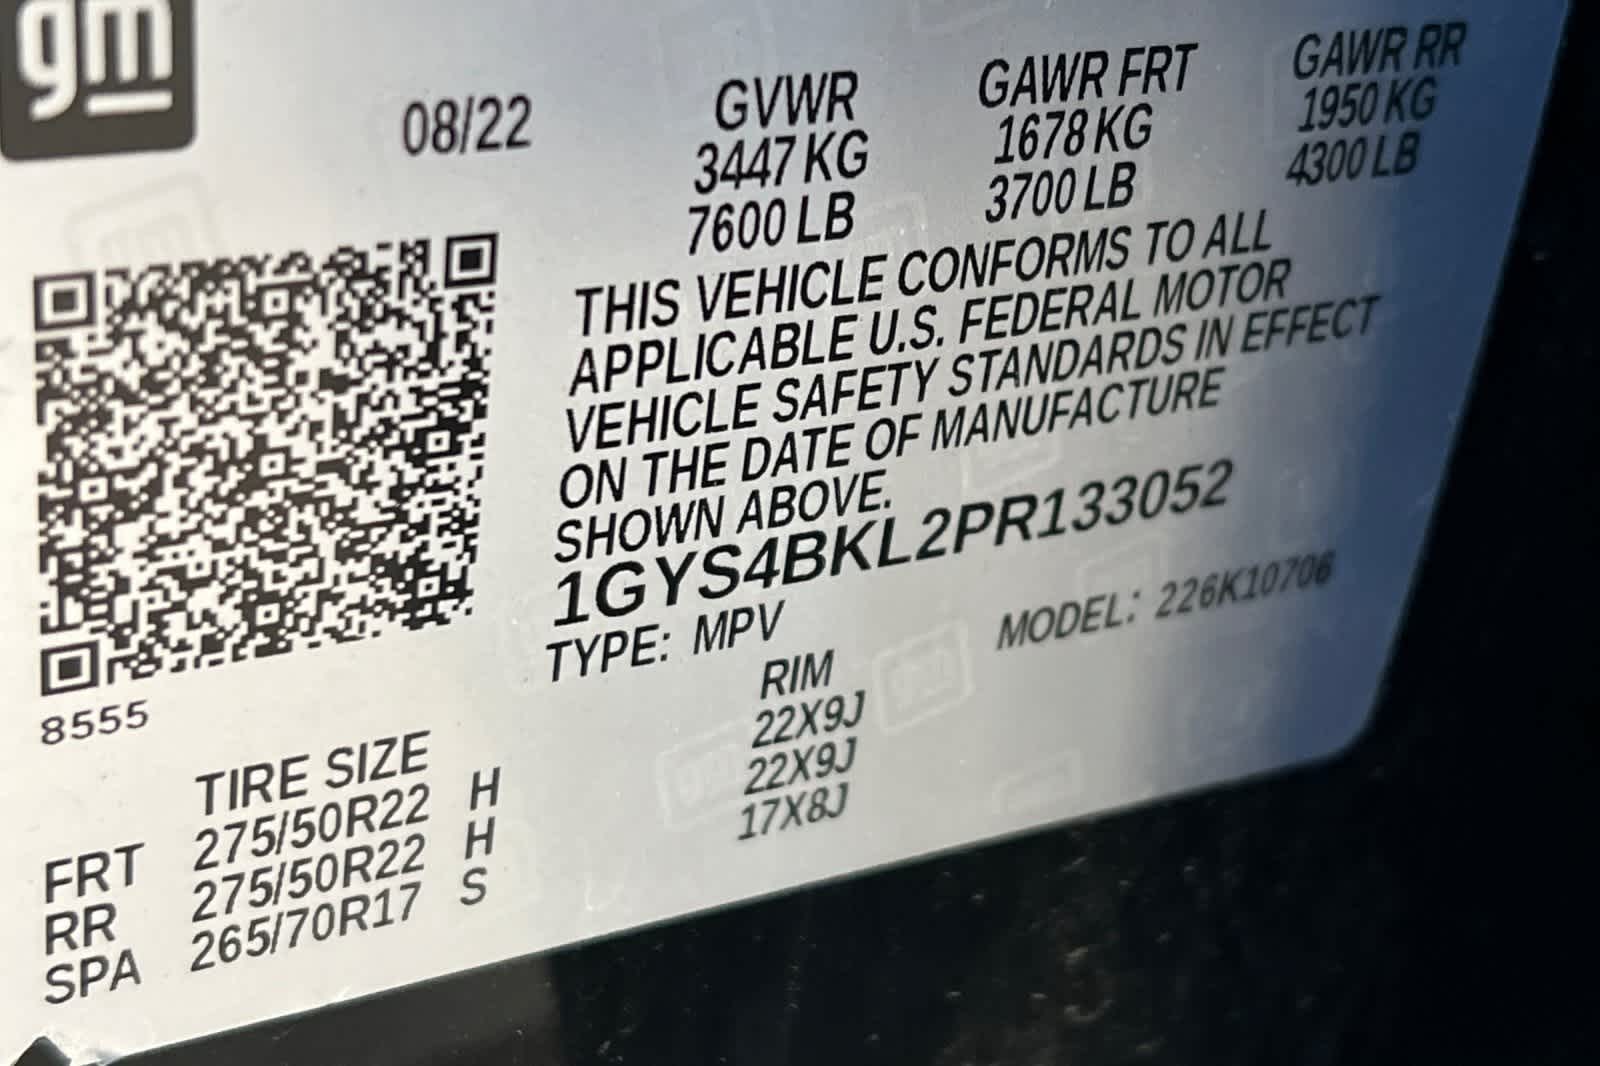 gm
08/22
GVWR
3447 KG
7600 LB
GAWR FRT
1678 KG
3700 LB
GAWR RR
1950 KG
4300 LB
THIS VEHICLE CONFORMS TO ALL
APPLICABLE U.S. FEDERAL MOTOR
VEHICLE SAFETY STANDARDS IN EFFECT
ON THE DATE OF MANUFACTURE
SHOWN ABOVE.
1GYS4BKL2PR133052
TYPE: MPV MODEL: 226K10706
8555
TIRE SIZE RIM
FRT 275/50R22 H 22X9J
RR 275/50R22 H 22X9J
SPA 265/70R17 S 17X8J